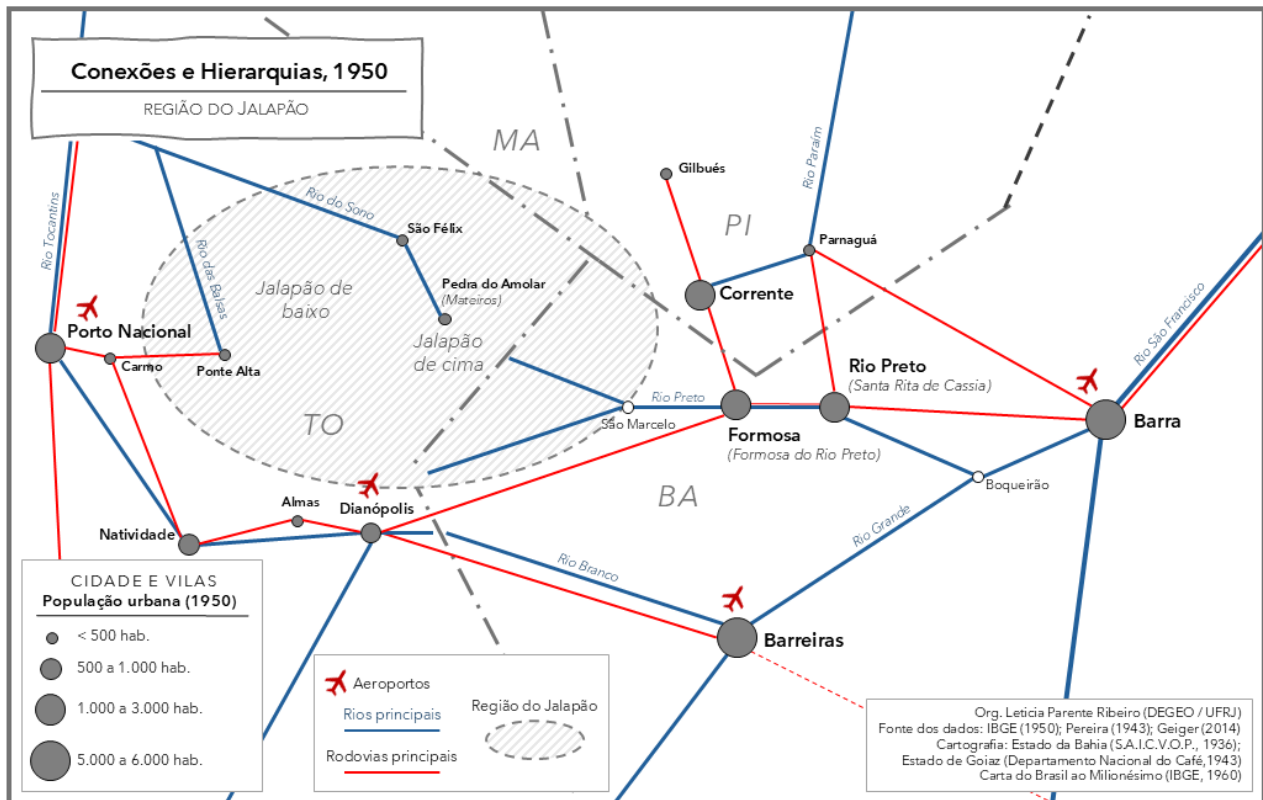 Conexões e Hierarquias, 1950
REGIÃO DO JALAPÃO
MA
PI
TO
BA
Rio Tocantins
Rio das Balsas
Rio do Sono
Rio Paraím
Rio São Francisco
Gilbués
São Félix
Parnaguá
Pedra do Amolar
(Mateiros)
Jalapão de
baixo
Corrente
Porto Nacional
Jalapão
de cima
Carmo
Ponte Alta
Rio Preto
(Santa Rita de Cassia)
Rio Preto
São Marcelo
Formosa
(Formosa do Rio Preto)
Barra
Boqueirão
Almas
Dianópolis
Natividade
Rio Grande
Rio Branco
Barreiras
CIDADE E VILAS
População urbana (1950)
< 500 hab.
500 a 1.000 hab.
1.000 a 3.000 hab.
5.000 a 6.000 hab.
Aeroportos
Rios principais
Rodovias principais
Região do Jalapão
Org. Leticia Parente Ribeiro (DEGEO / UFRJ)
Fonte dos dados: IBGE (1950); Pereira (1943); Geiger (2014)
Cartografia: Estado da Bahia (S.A.I.C.V.O.P., 1936);
Estado de Goiaz (Departamento Nacional do Café,1943)
Carta do Brasil ao Milionésimo (IBGE, 1960)